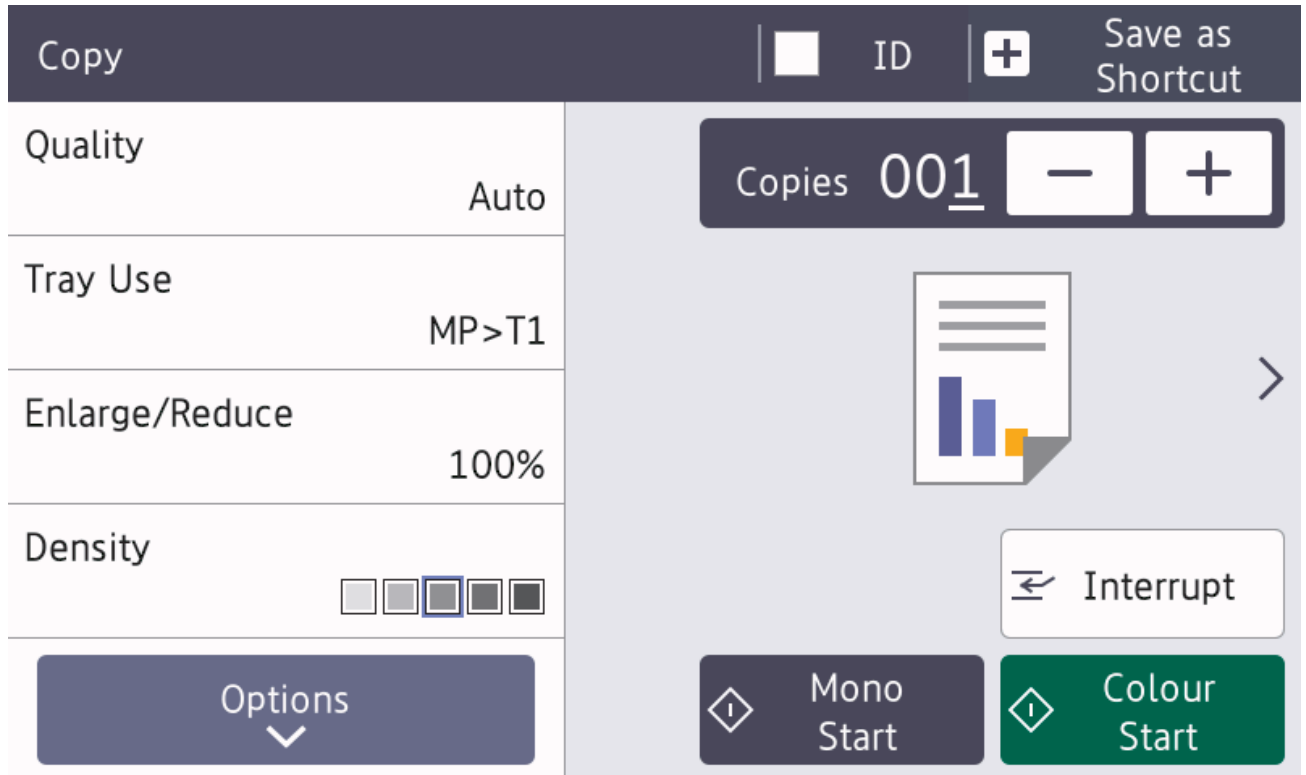 Copy
ID
Save as
Shortcut
Quality
Auto
Tray Use
MP>T1
Enlarge/Reduce
100%
Density
Options
Copies 001
Interrupt
Mono
Start
Colour
Start